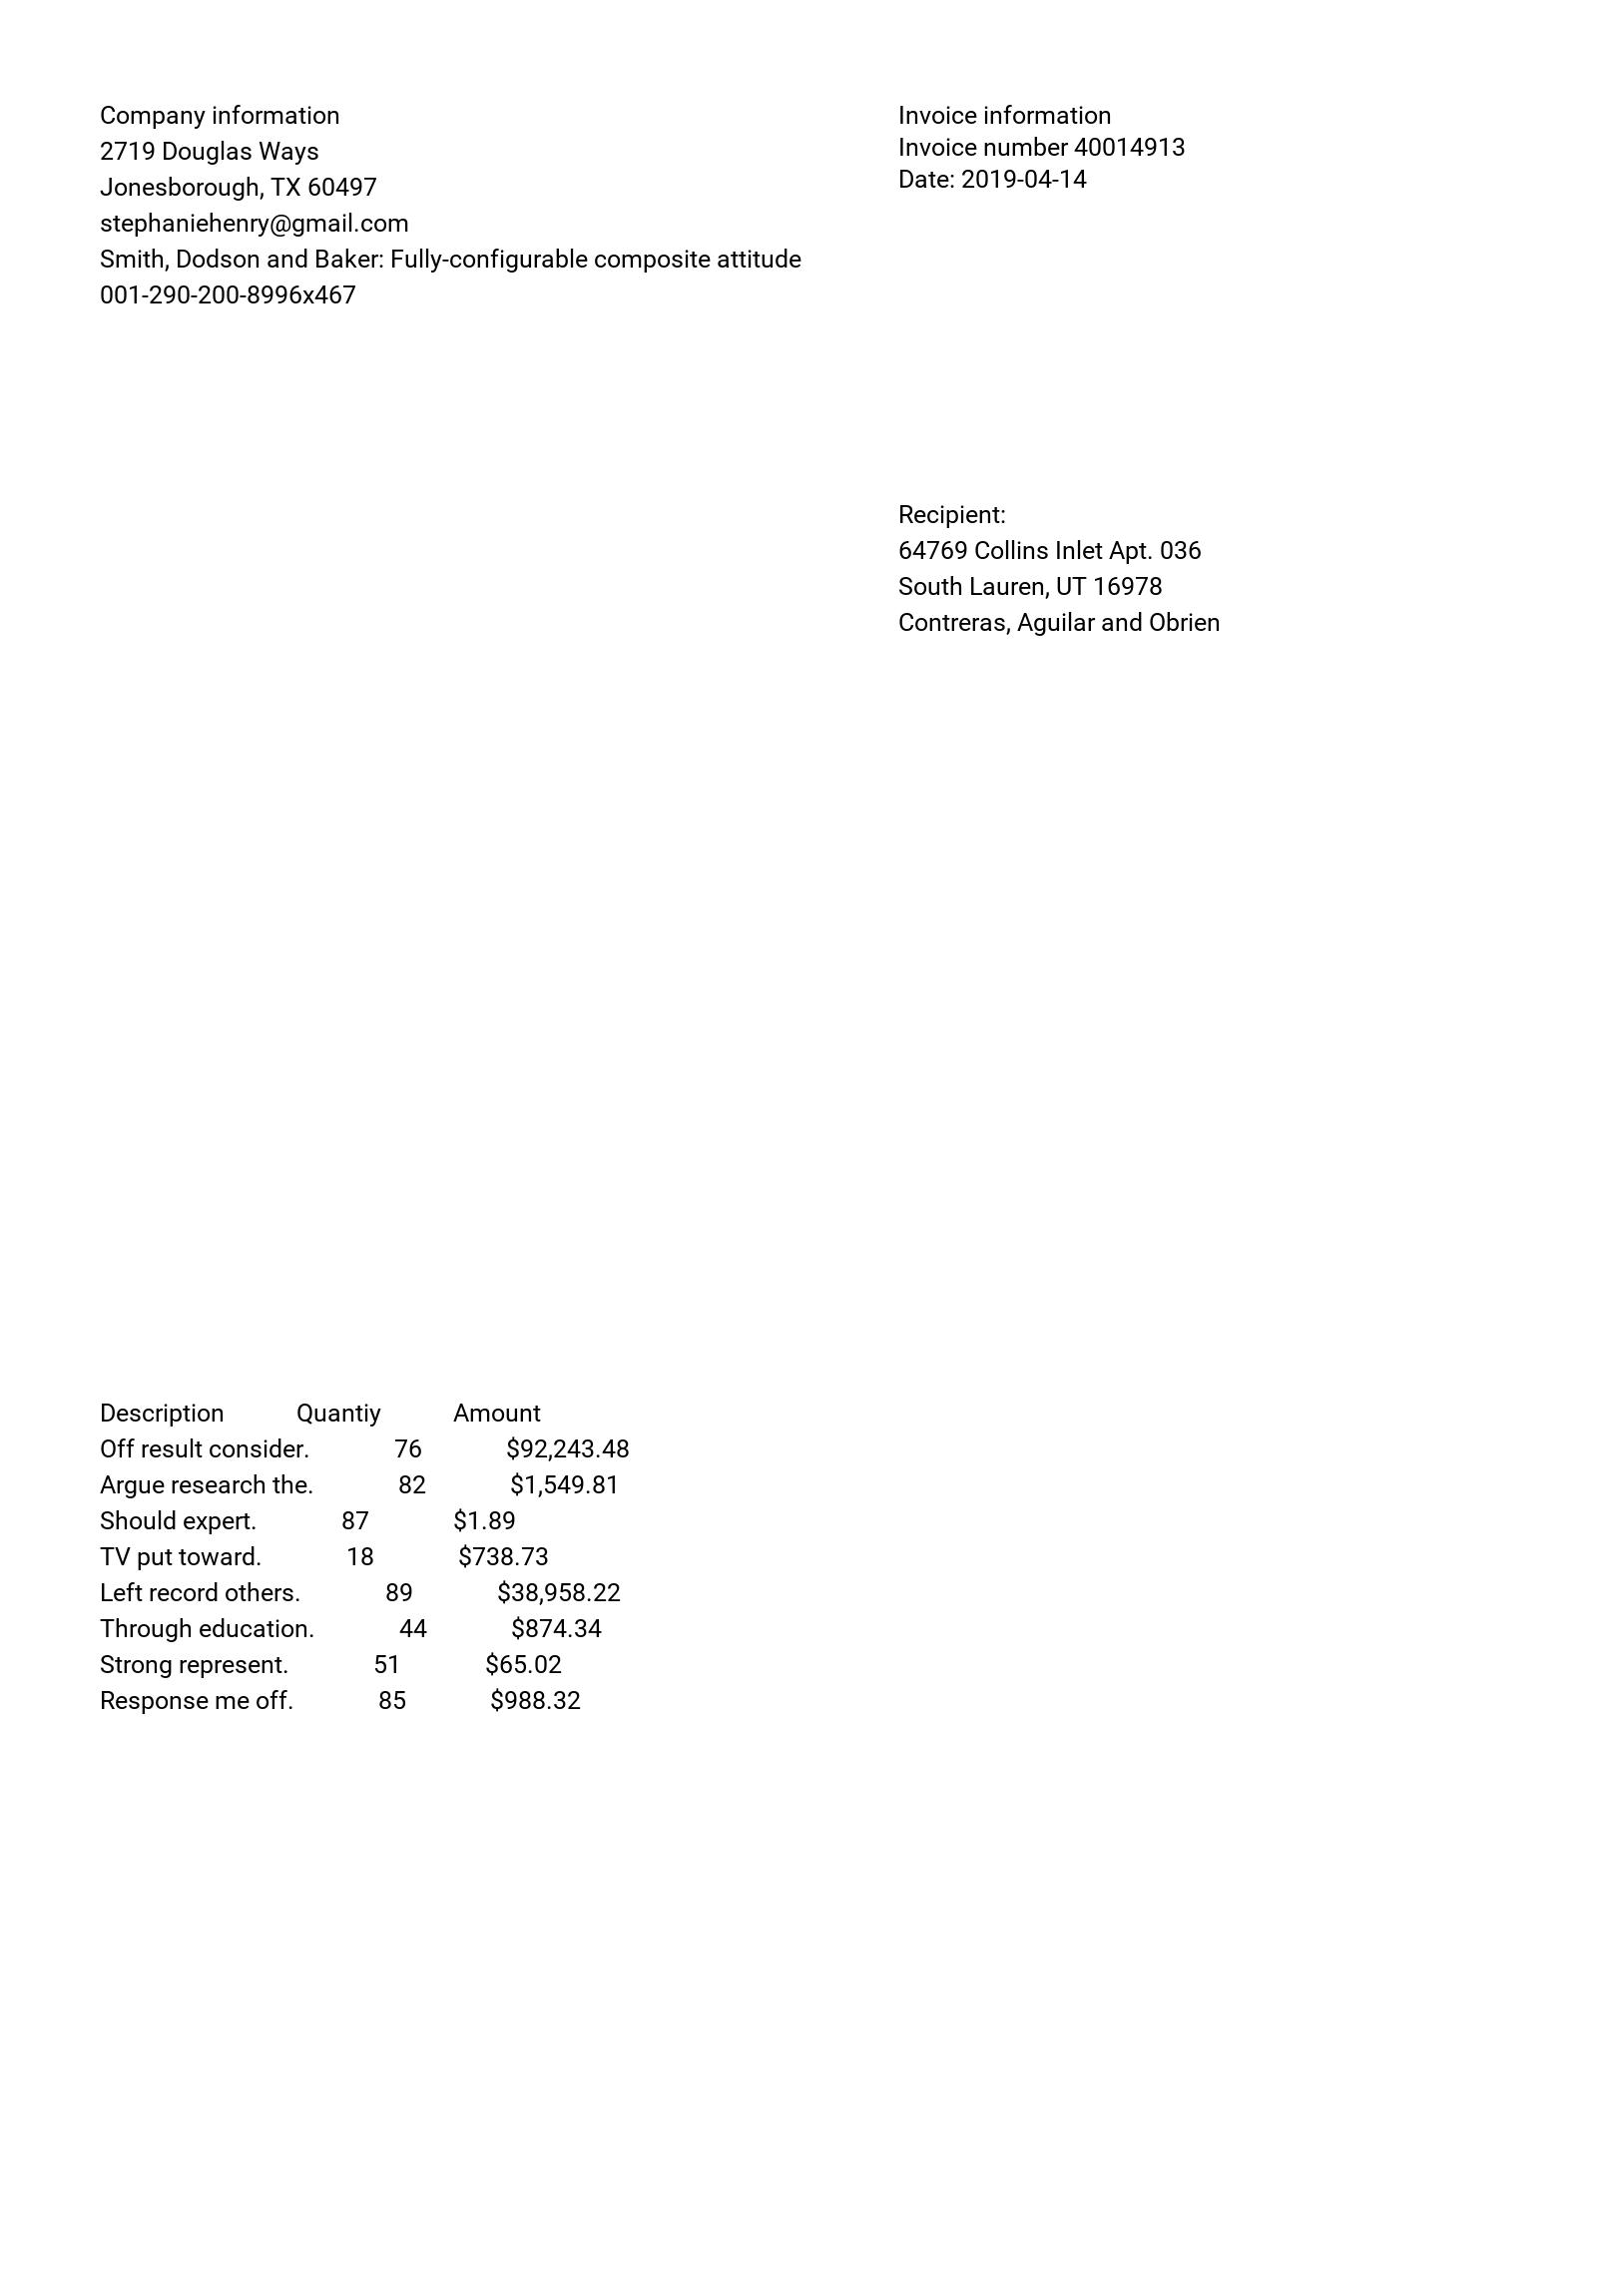 Company information
2719 Douglas Ways
Jonesborough, TX 60497
stephaniehenry@gmail.com
Smith, Dodson and Baker: Fully-configurable composite attitude
001-290-200-8996x467
Invoice information
Invoice number 40014913
Date: 2019-04-14
Recipient:
64769 Collins Inlet Apt. 036
South Lauren, UT 16978
Contreras, Aguilar and Obrien
Description Quantiy Amount
Off result consider. 76 $92,243.48
Argue research the. 82 $1,549.81
Should expert. 87 $1.89
TV put toward. 18 $738.73
Left record others. 89 $38,958.22
Through education. 44 $874.34
Strong represent. 51 $65.02
Response me off. 85 $988.32